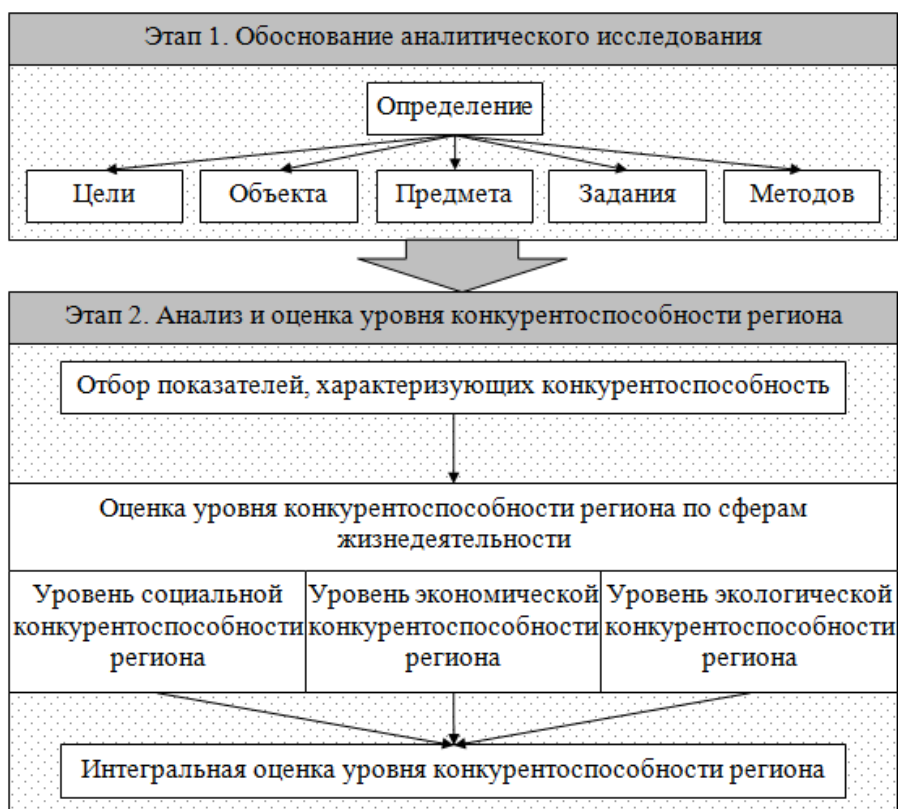 Этап 1. Обоснование аналитического исследования
Определение
Цели
Объекта
Предмета
Задания
Методов
Этап 2. Анализ и оценка уровня конкурентоспособности региона
Отбор показателей, характеризующих конкурентоспособность
Оценка уровня конкурентоспособности региона по сферам
жизнедеятельности
Уровень социальной
конкурентоспособности
региона
Уровень экономической
конкурентоспособности
региона
Уровень экологической
конкурентоспособности
региона
Интегральная оценка уровня конкурентоспособности региона